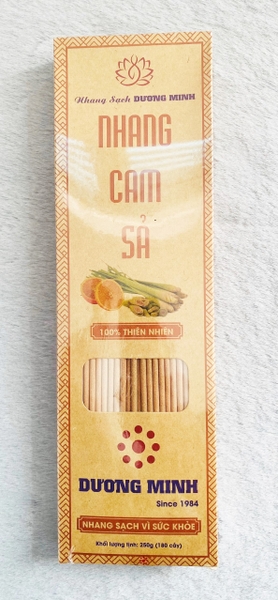 Nhang Sạch DƯƠNG MINH
NHANG
CAM
SẢ
100% THIÊN NHIÊN
DƯƠNG MINH
Since 1984
NHANG SẠCH VÌ SỨC KHỎE
Khối lượng tịnh: 250g (180 cây)